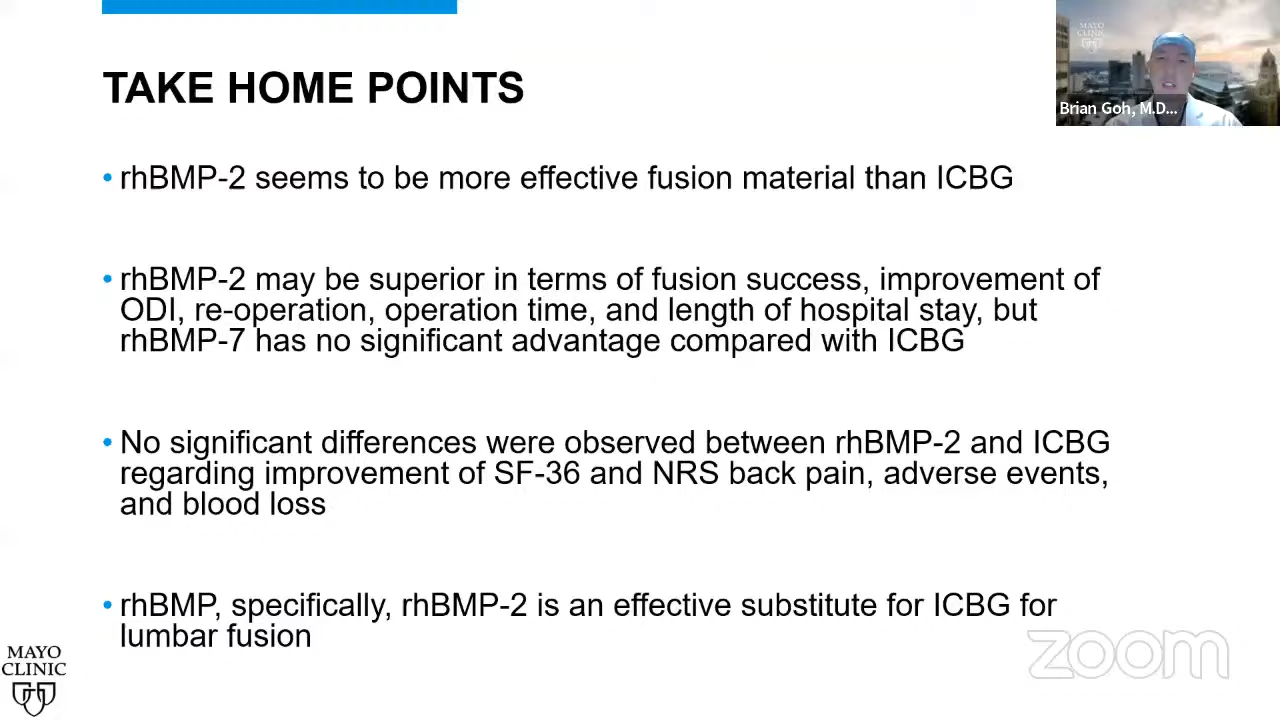 MAYO
CLINIC
Brian Goh, M.D...
TAKE HOME POINTS
• rhBMP-2 seems to be more effective fusion material than ICBG
• rhBMP-2 may be superior in terms of fusion success, improvement of
ODI, re-operation, operation time, and length of hospital stay, but
rhBMP-7 has no significant advantage compared with ICBG
• No significant differences were observed between rhBMP-2 and ICBG
regarding improvement of SF-36 and NRS back pain, adverse events,
and blood loss
• rhBMP, specifically, rhBMP-2 is an effective substitute for ICBG for
lumbar fusion
MAYO
CLINIC
zoom